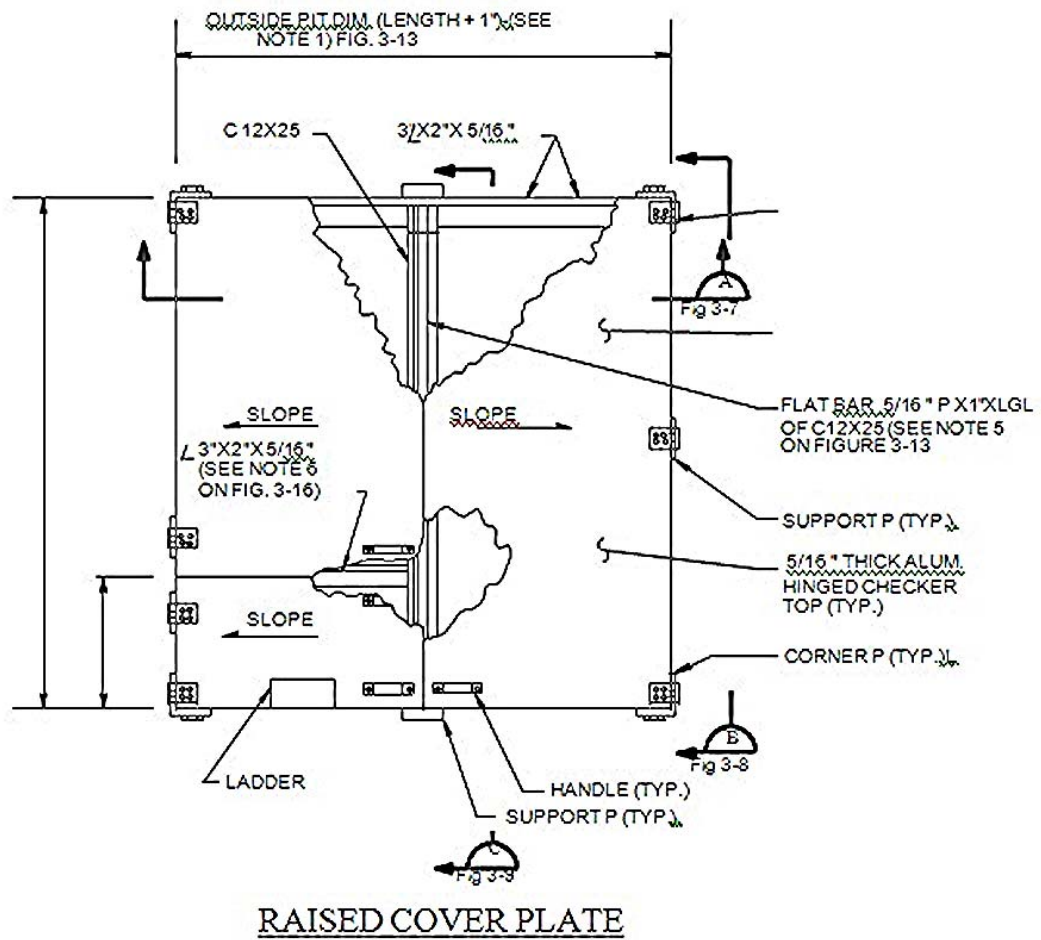 OUTSIDE PIT DIM. (LENGTH + 1") (SEE
NOTE 1) FIG. 3-13
C 12X25
3/X2"X 5/16 "
A
Fig 3-7
SLOPE
SLOPE
FLAT BAR 5/16 " P X1"XLGL
OF C12X25 (SEE NOTE 5
ON FIGURE 3-13
L 3"X2"X5/16"
(SEE NOTE 6
ON FIG. 3-16)
SUPPORT P (TYP.)
5/16 " THICK ALUM.
HINGED CHECKER
TOP (TYP.)
SLOPE
CORNER P (TYP.)L
B
Fig 3-8
LADDER
HANDLE (TYP.)
SUPPORT P (TYP.)
C
Fig 3-9
RAISED COVER PLATE